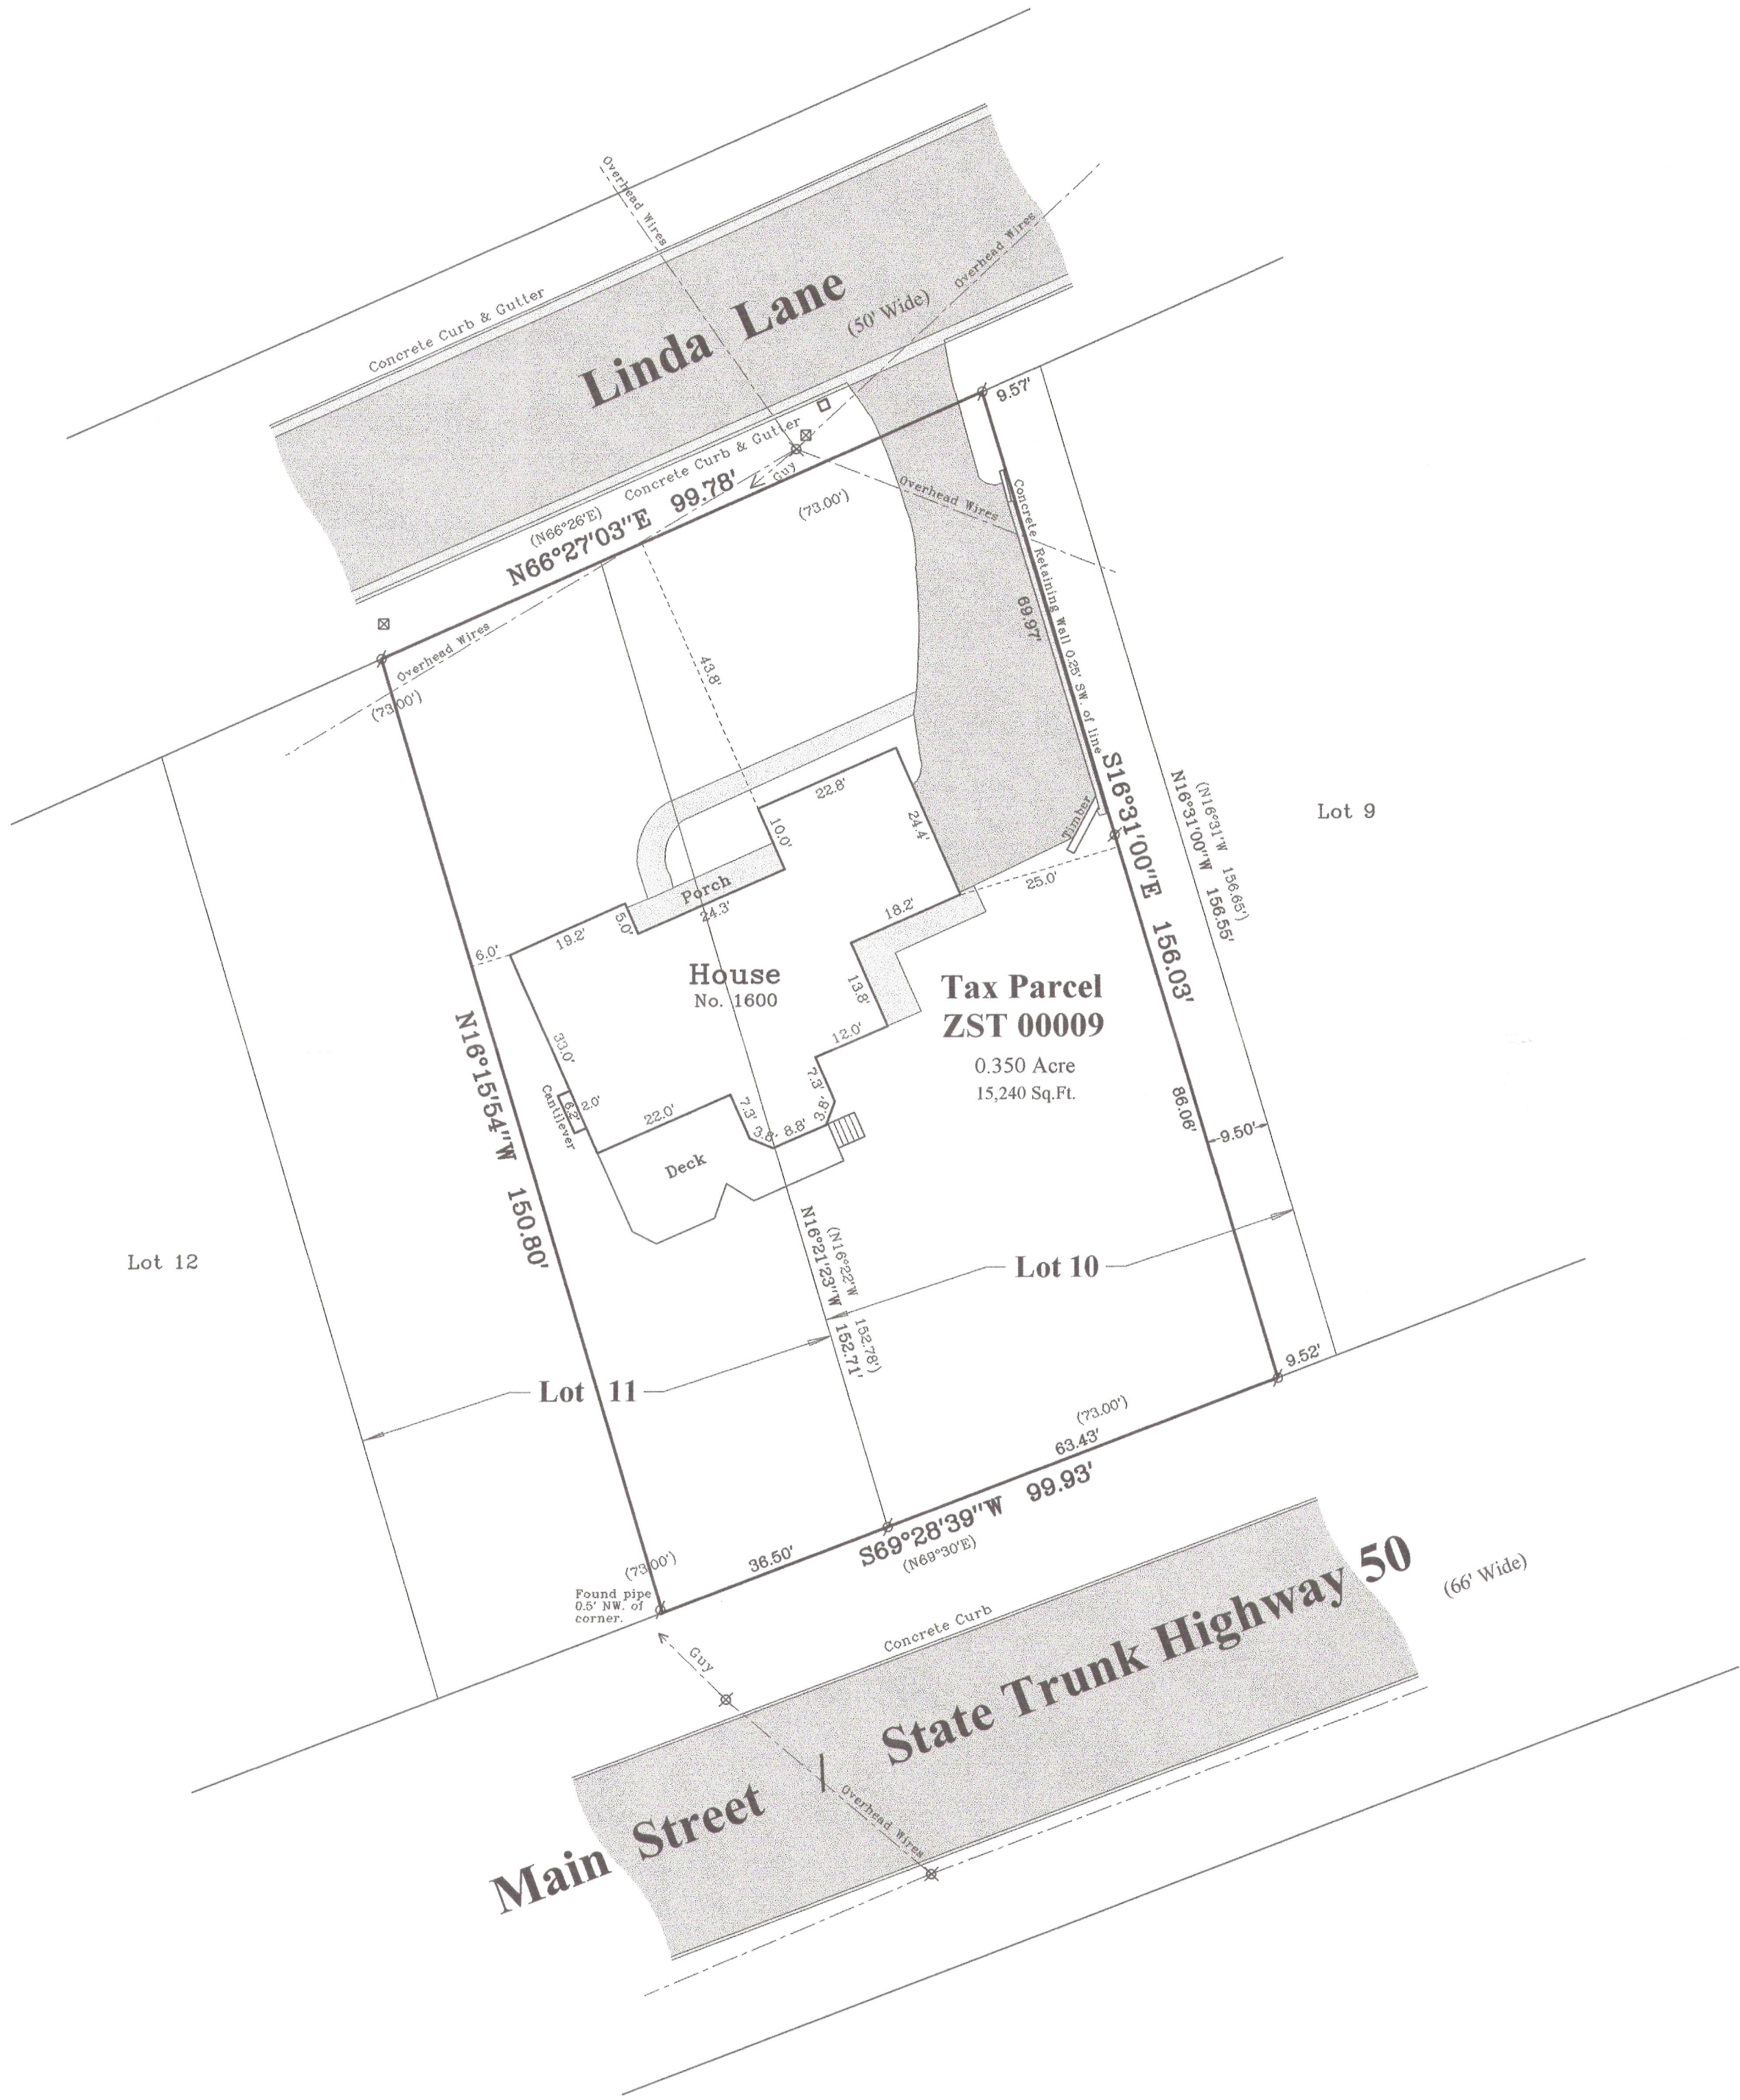 Overhead Wires
Overhead Wires
Concrete Curb & Gutter
Linda Lane
(50' Wide)
9.57'
Concrete Curb & Gutter
Guy
(N66°26'E)
N66°27'03"E 99.78'
(73.00')
Overhead Wires
Concrete Retaining Wall 0.25' SW. of line
69.97'
Overhead Wires
(73.00')
43.8'
22.8'
10.0'
24.4'
Timber
S16°31'00"E 156.03'
(N16°31'W 156.65')
N16°31'00"W 156.55'
Lot 9
25.0'
Porch
24.3'
5.0'
19.2'
6.0'
18.2'
13.8'
House
No. 1600
Tax Parcel
ZST 00009
0.350 Acre
15,240 Sq.Ft.
12.0'
33.0'
7.3'
3.8'
Cantilever
6.2'
2.0'
22.0'
7.3'
3.8'
8.8'
Deck
N16°15'54"W 150.80'
86.06'
9.50'
Lot 12
(N16°22'W 152.78')
N16°21'23"W 152.71'
Lot 10
Lot 11
9.52'
(73.00')
63.43'
S69°28'39"W 99.93'
(N69°30'E)
36.50'
(73.00')
Found pipe
0.5' NW. of
corner.
Guy
Concrete Curb
Main Street / State Trunk Highway 50
(66' Wide)
Overhead Wires